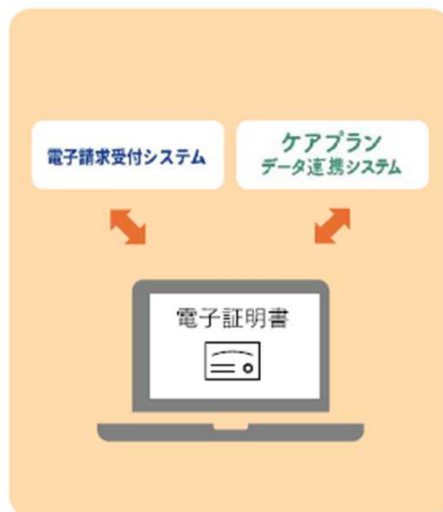 電子請求受付システム
ケアプラン
データ連携システム
電子証明書